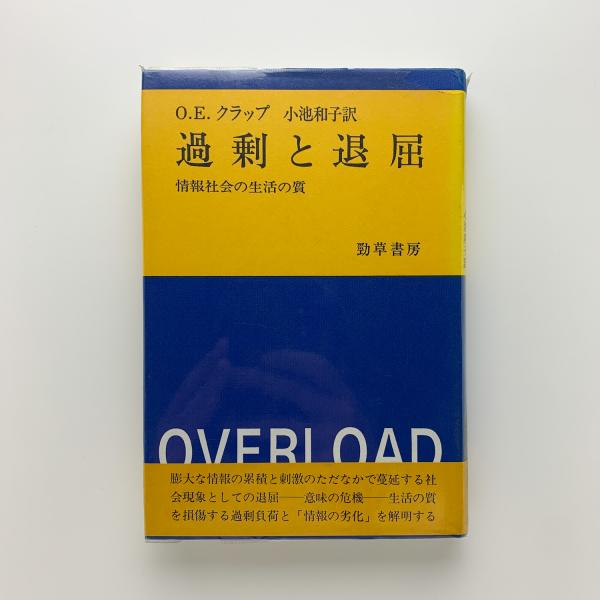 O.E. クラップ 小池和子訳
過剰と退屈
情報社会の生活の質
勁草書房
OVERLOAD
膨大な情報の累積と刺激のただなかで蔓延する社
会現象としての退屈——意味の危機——生活の質
を損傷する過剰負荷と「情報の劣化」を解明する